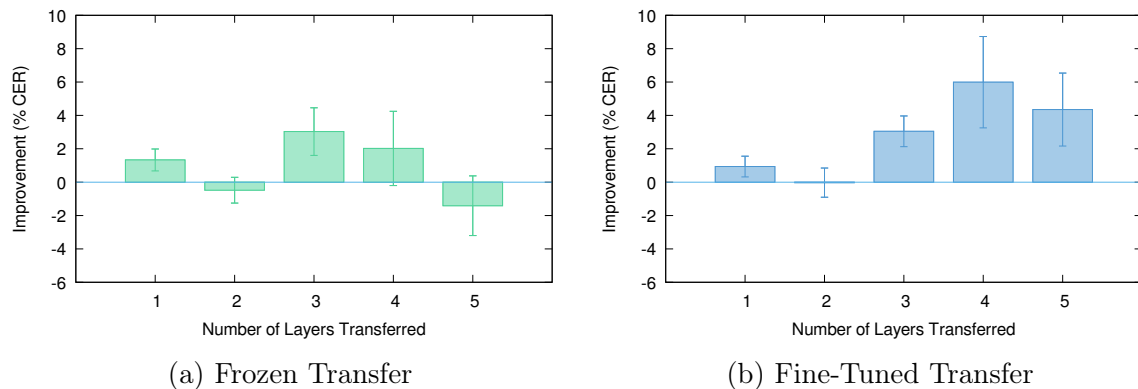 10
8
6
4
2
0
-2
-4
-6
Improvement (% CER)
1 2 3 4 5
Number of Layers Transferred
(a) Frozen Transfer
10
8
6
4
2
0
-2
-4
-6
Improvement (% CER)
1 2 3 4 5
Number of Layers Transferred
(b) Fine-Tuned Transfer